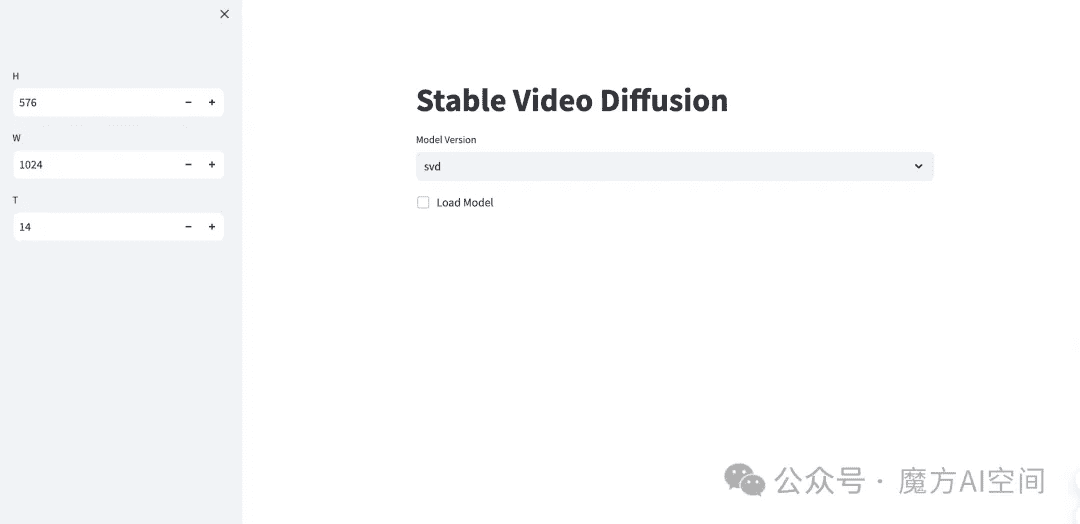 H
576
W
1024
T
14
Stable Video Diffusion
Model Version
svd
Load Model
公众号 · 魔方AI空间